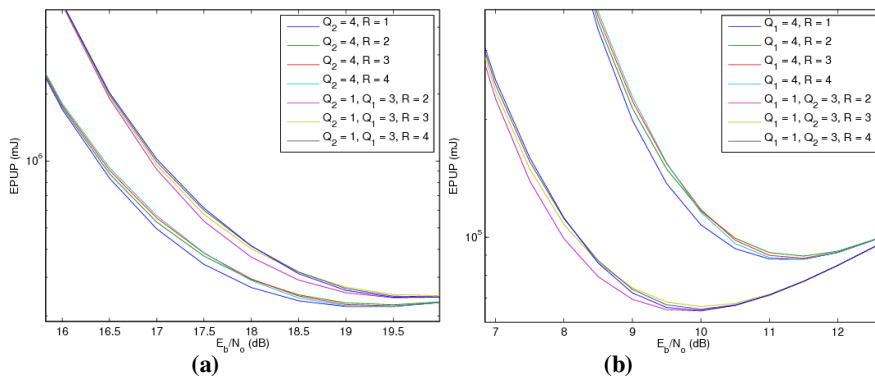 Q2 = 4, R = 1
Q2 = 4, R = 2
Q2 = 4, R = 3
Q2 = 4, R = 4
Q2 = 1, Q1 = 3, R = 2
Q2 = 1, Q1 = 3, R = 3
Q2 = 1, Q1 = 3, R = 4
EPUP (mJ)
10^6
16 16.5 17 17.5 18 18.5 19 19.5
Eb/No (dB)
(a)
Q1 = 4, R = 1
Q1 = 4, R = 2
Q1 = 4, R = 3
Q1 = 4, R = 4
Q1 = 1, Q2 = 3, R = 2
Q1 = 1, Q2 = 3, R = 3
Q1 = 1, Q2 = 3, R = 4
EPUP (mJ)
10^5
7 8 9 10 11 12
Eb/No (dB)
(b)